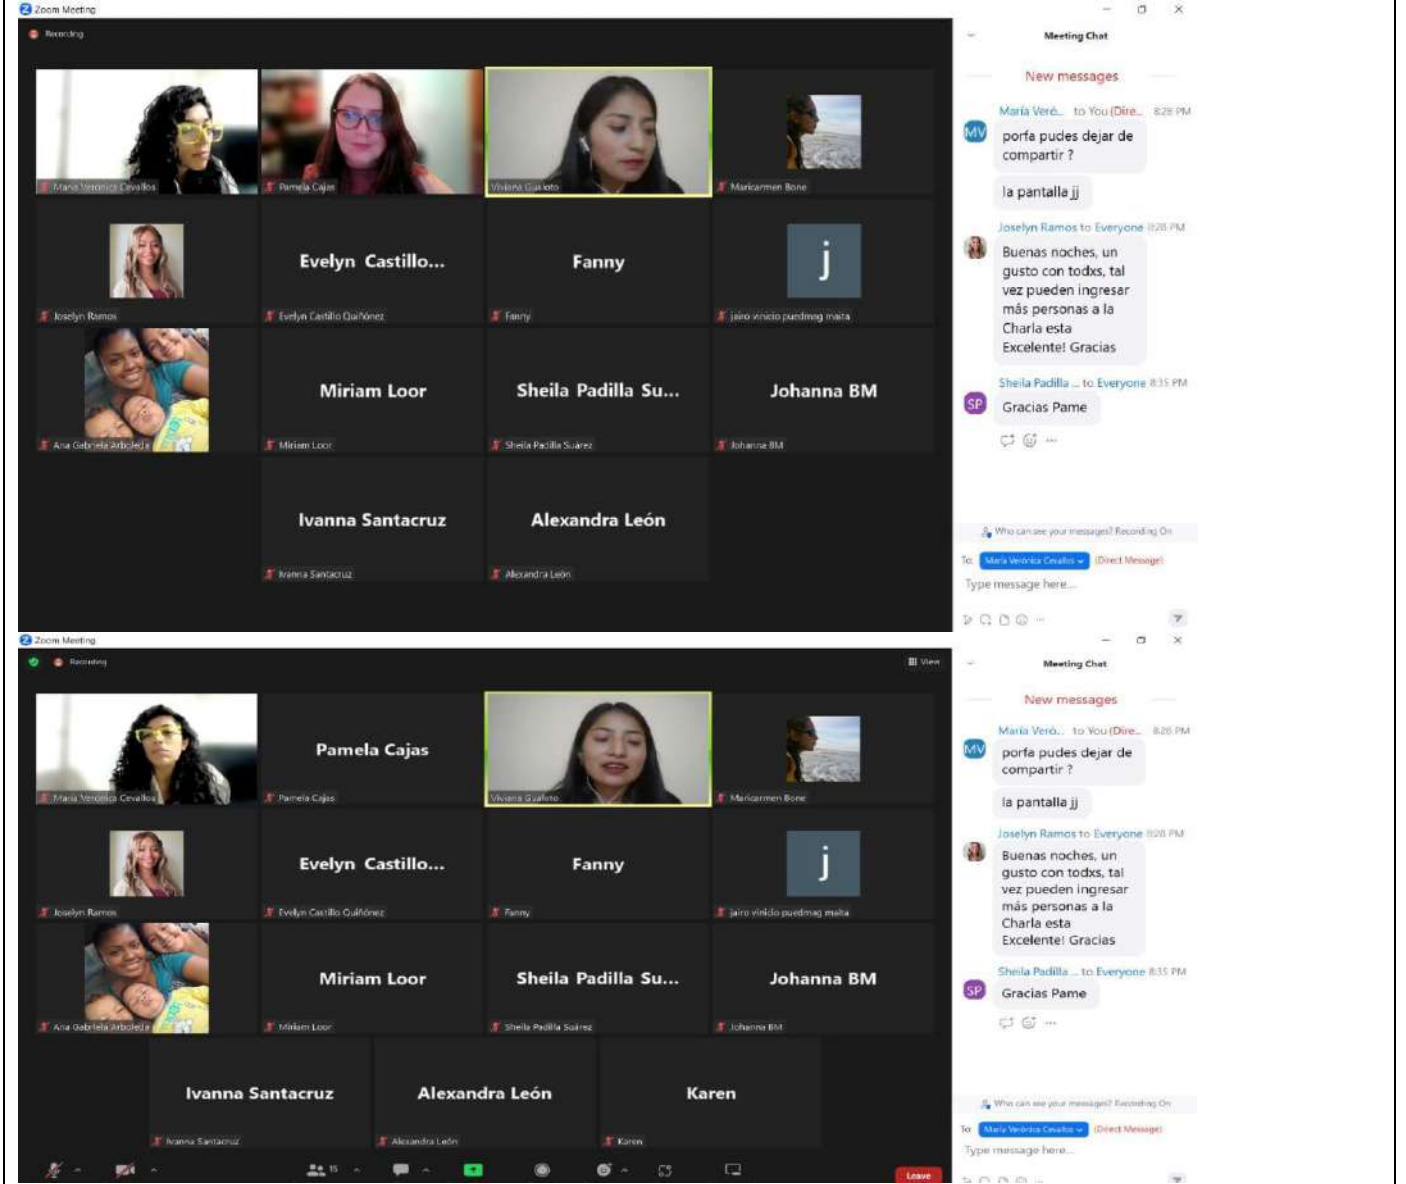 Zoom Meeting
Recording
Meeting Chat
New messages
María Veró... to You (Dire... 8:28 PM
MV
porfa pudes dejar de
compartir ?
la pantalla jj
Joselyn Ramos to Everyone 8:28 PM
Buenas noches, un
gusto con todxs, tal
vez pueden ingresar
más personas a la
Charla esta
Excelente! Gracias
Sheila Padilla ... to Everyone 8:35 PM
SP
Gracias Pame
Who can see your messages? Recording On
To: María Verónica Cevallos (Direct Message)
Type message here...
María Verónica Cevallos
Pamela Cajas
Viviana Gualoto
Maricarmen Bone
Joselyn Ramos
Evelyn Castillo...
Evelyn Castillo Quiñónez
Fanny
Fanny
j
jairo vinicio puedmag maita
Ana Gabriela Arboleda
Miriam Loor
Miriam Loor
Sheila Padilla Su...
Sheila Padilla Suárez
Johanna BM
Johanna BM
Ivanna Santacruz
Ivanna Santacruz
Alexandra León
Alexandra León
Zoom Meeting
Recording
View
Meeting Chat
New messages
María Veró... to You (Dire... 8:28 PM
MV
porfa pudes dejar de
compartir ?
la pantalla jj
Joselyn Ramos to Everyone 8:28 PM
Buenas noches, un
gusto con todxs, tal
vez pueden ingresar
más personas a la
Charla esta
Excelente! Gracias
Sheila Padilla ... to Everyone 8:35 PM
SP
Gracias Pame
Who can see your messages? Recording On
To: María Verónica Cevallos (Direct Message)
Type message here...
María Verónica Cevallos
Pamela Cajas
Pamela Cajas
Viviana Gualoto
Maricarmen Bone
Joselyn Ramos
Evelyn Castillo...
Evelyn Castillo Quiñónez
Fanny
Fanny
j
jairo vinicio puedmag maita
Ana Gabriela Arboleda
Miriam Loor
Miriam Loor
Sheila Padilla Su...
Sheila Padilla Suárez
Johanna BM
Johanna BM
Ivanna Santacruz
Ivanna Santacruz
Alexandra León
Alexandra León
Karen
Karen
15
Leave